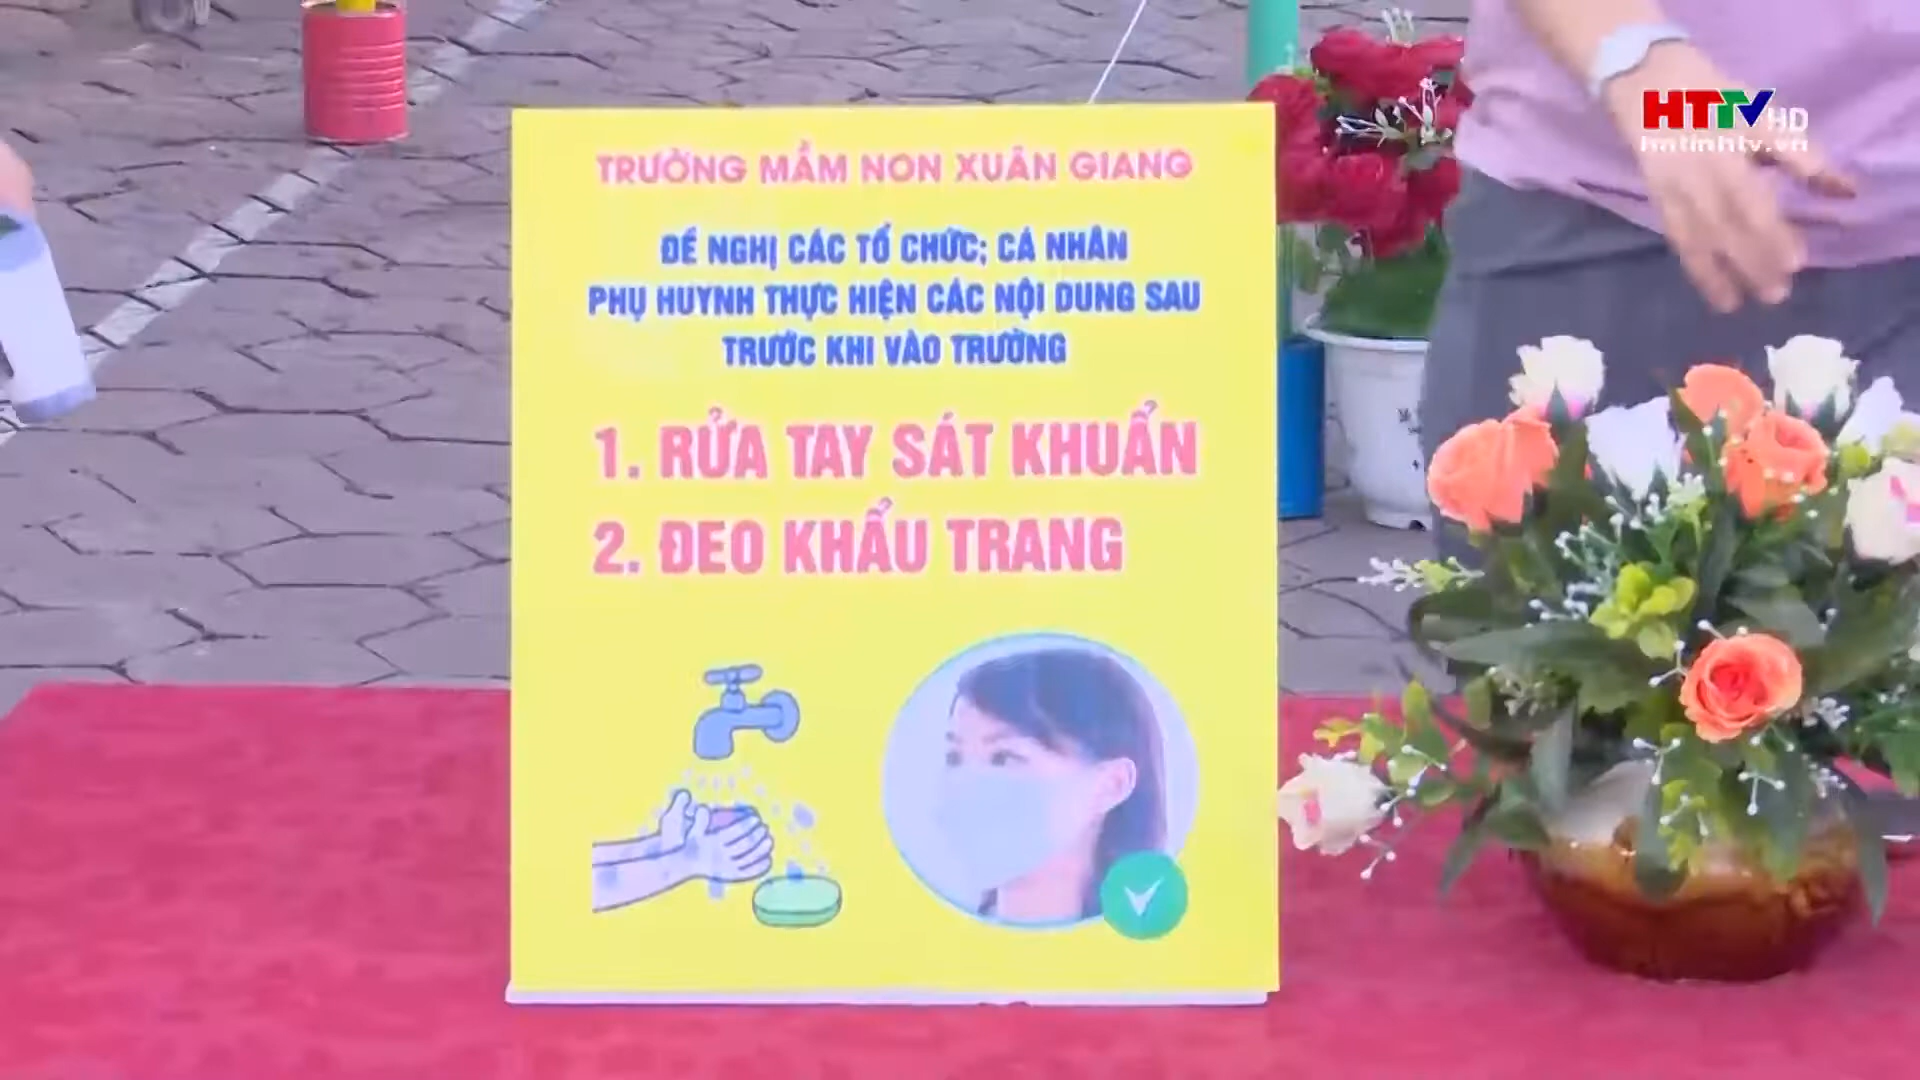 HTTV HD
hatinhtv.vn
TRƯỜNG MẦM NON XUÂN GIANG
ĐỀ NGHỊ CÁC TỔ CHỨC; CÁ NHÂN
PHỤ HUYNH THỰC HIỆN CÁC NỘI DUNG SAU
TRƯỚC KHI VÀO TRƯỜNG
1. RỬA TAY SÁT KHUẨN
2. ĐEO KHẨU TRANG